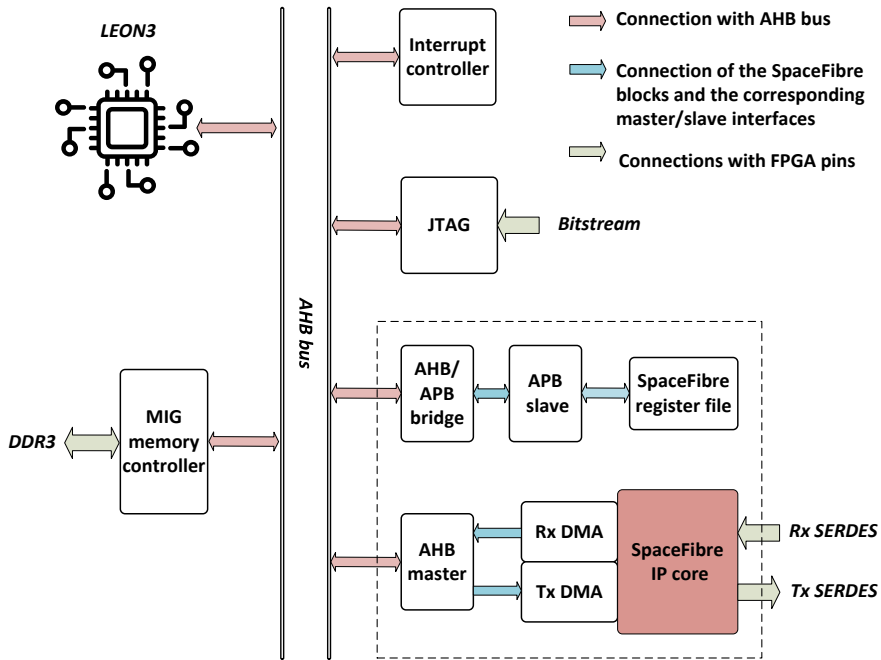 LEON3
Interrupt
controller
Connection with AHB bus
Connection of the SpaceFibre
blocks and the corresponding
master/slave interfaces
Connections with FPGA pins
JTAG
Bitstream
AHB bus
AHB/
APB
bridge
APB
slave
SpaceFibre
register file
DDR3
MIG
memory
controller
AHB
master
Rx DMA
Tx DMA
SpaceFibre
IP core
Rx SERDES
Tx SERDES